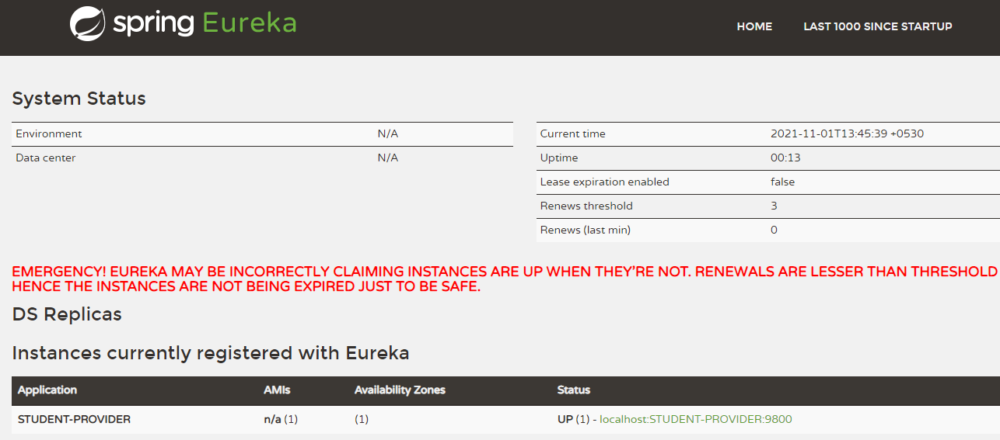 spring Eureka
HOME LAST 1000 SINCE STARTUP
System Status
Environment N/A
Data center N/A
Current time 2021-11-01T13:45:39 +0530
Uptime 00:13
Lease expiration enabled false
Renews threshold 3
Renews (last min) 0
EMERGENCY! EUREKA MAY BE INCORRECTLY CLAIMING INSTANCES ARE UP WHEN THEY'RE NOT. RENEWALS ARE LESSER THAN THRESHOLD
HENCE THE INSTANCES ARE NOT BEING EXPIRED JUST TO BE SAFE.
DS Replicas
Instances currently registered with Eureka
Application AMIs Availability Zones Status
STUDENT-PROVIDER n/a (1) (1) UP (1) - localhost:STUDENT-PROVIDER:9800